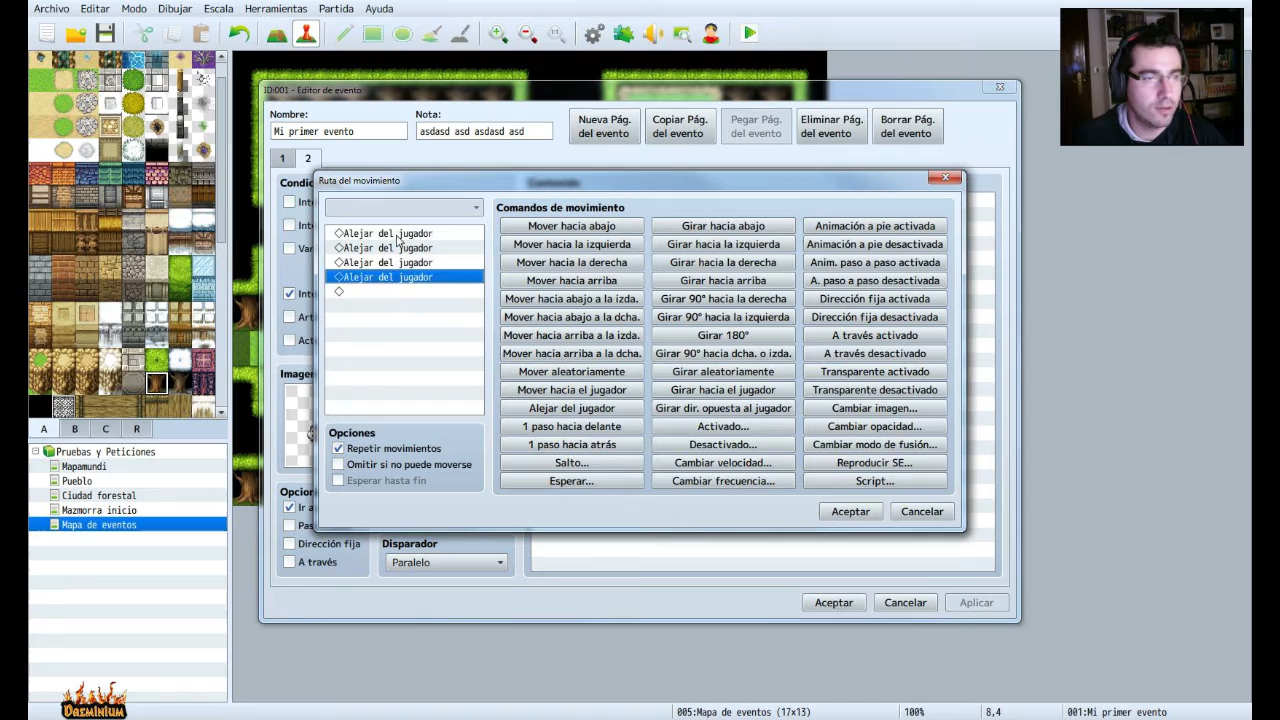 Archivo Editar Modo Dibujar Escala Herramientas Partida Ayuda
ID:001 - Editor de evento
Nombre: Nota:
Mi primer evento asdasd asd asdasd asd
Nueva Pág. del evento
Copiar Pág. del evento
Pegar Pág. del evento
Eliminar Pág. del evento
Borrar Pág. del evento
1 2
Condic
Contenido
Int
Int
Var
Inte
Art
Act
Imagen
Opcion
Ir a
Pas
Dirección fija
A través
Disparador
Paralelo
Aceptar Cancelar Aplicar
Ruta del movimiento
Alejar del jugador
Alejar del jugador
Alejar del jugador
Alejar del jugador
Opciones
Repetir movimientos
Omitir si no puede moverse
Esperar hasta fin
Comandos de movimiento
Mover hacia abajo Girar hacia abajo Animación a pie activada
Mover hacia la izquierda Girar hacia la izquierda Animación a pie desactivada
Mover hacia la derecha Girar hacia la derecha Anim. paso a paso activada
Mover hacia arriba Girar hacia arriba A. paso a paso desactivada
Mover hacia abajo a la izda. Girar 90° hacia la derecha Dirección fija activada
Mover hacia abajo a la dcha. Girar 90° hacia la izquierda Dirección fija desactivada
Mover hacia arriba a la izda. Girar 180° A través activado
Mover hacia arriba a la dcha. Girar 90° hacia dcha. o izda. A través desactivado
Mover aleatoriamente Girar aleatoriamente Transparente activado
Mover hacia el jugador Girar hacia el jugador Transparente desactivado
Alejar del jugador Girar dir. opuesta al jugador Cambiar imagen...
1 paso hacia delante Activado... Cambiar opacidad...
1 paso hacia atrás Desactivado... Cambiar modo de fusión...
Salto... Cambiar velocidad... Reproducir SE...
Esperar... Cambiar frecuencia... Script...
Aceptar Cancelar
A B C R
Pruebas y Peticiones
Mapamundi
Pueblo
Ciudad forestal
Mazmorra inicio
Mapa de eventos
DASMINIUM
005:Mapa de eventos (17x13) 100% 8,4 001:Mi primer evento